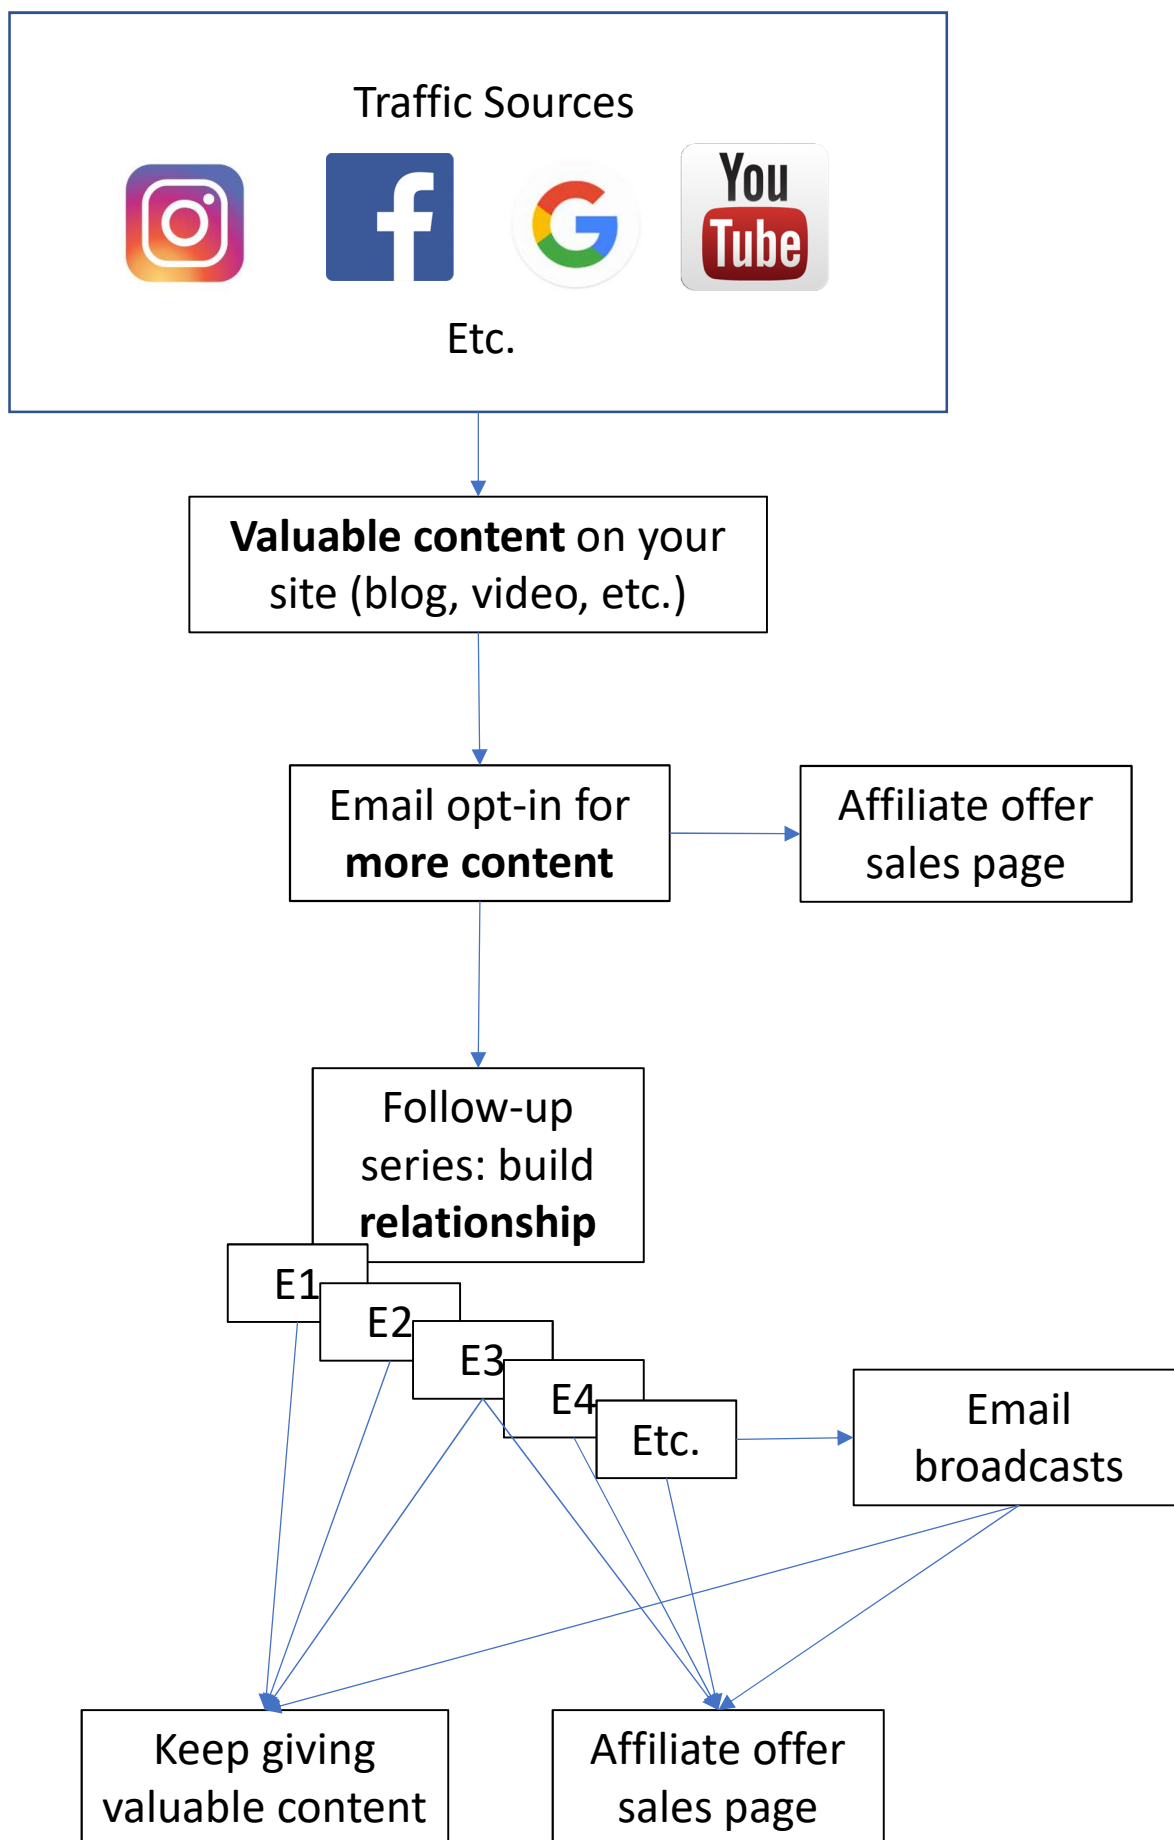 Traffic Sources
You
Tube
Etc.
Valuable content on your
site (blog, video, etc.)
Email opt-in for
more content
Affiliate offer
sales page
Follow-up
series: build
relationship
E1
E2
E3
E4
Etc.
Email
broadcasts
Keep giving
valuable content
Affiliate offer
sales page